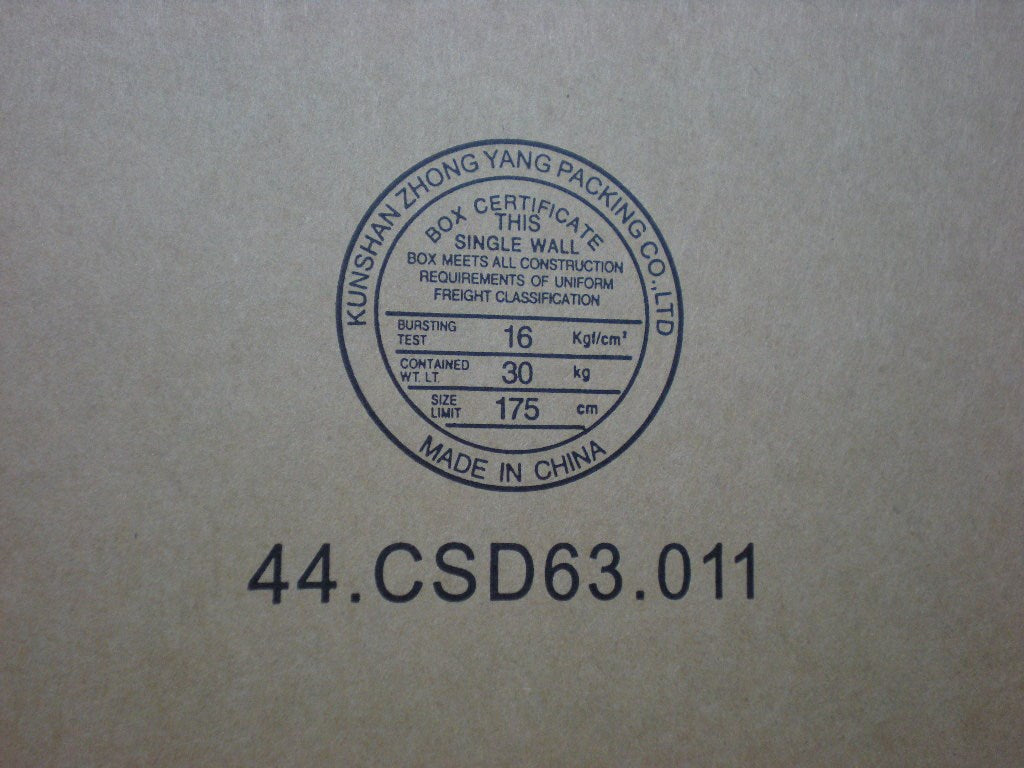 KUNSHAN ZHONG YANG PACKING CO.,LTD
BOX CERTIFICATE
THIS
SINGLE WALL
BOX MEETS ALL CONSTRUCTION
REQUIREMENTS OF UNIFORM
FREIGHT CLASSIFICATION
BURSTING TEST 16 Kgf/cm²
CONTAINED WT. LT. 30 kg
SIZE LIMIT 175 cm
MADE IN CHINA
44.CSD63.011